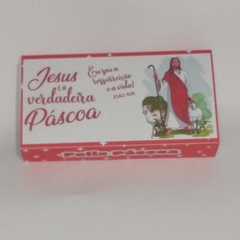 Jesus
é a
verdadeira
Páscoa
Eu sou a
ressurreição
e a vida!
JOÃO 11:25
Feliz Páscoa